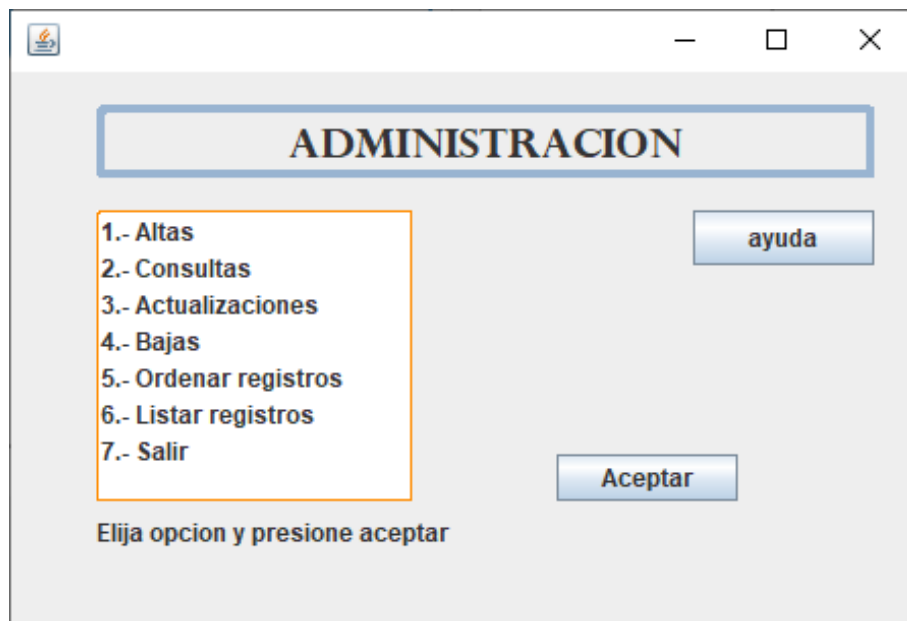 ADMINISTRACION
1.- Altas
2.- Consultas
3.- Actualizaciones
4.- Bajas
5.- Ordenar registros
6.- Listar registros
7.- Salir
ayuda
Aceptar
Elija opcion y presione aceptar